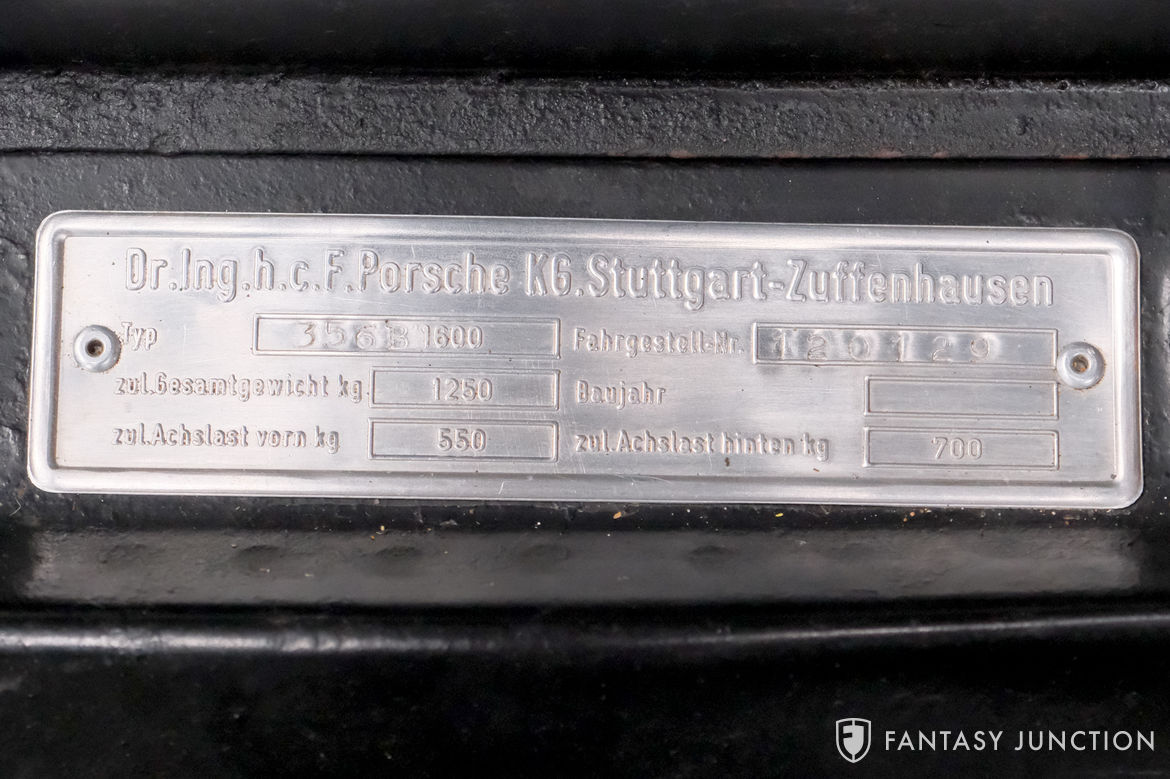 Dr.Ing.h.c.F.Porsche KG.Stuttgart-Zuffenhausen
Typ 356B 1600 Fahrgestell-Nr. 120129
zul.Gesamtgewicht kg 1250 Baujahr
zul.Achslast vorn kg 550 zul.Achslast hinten kg 700
FANTASY JUNCTION